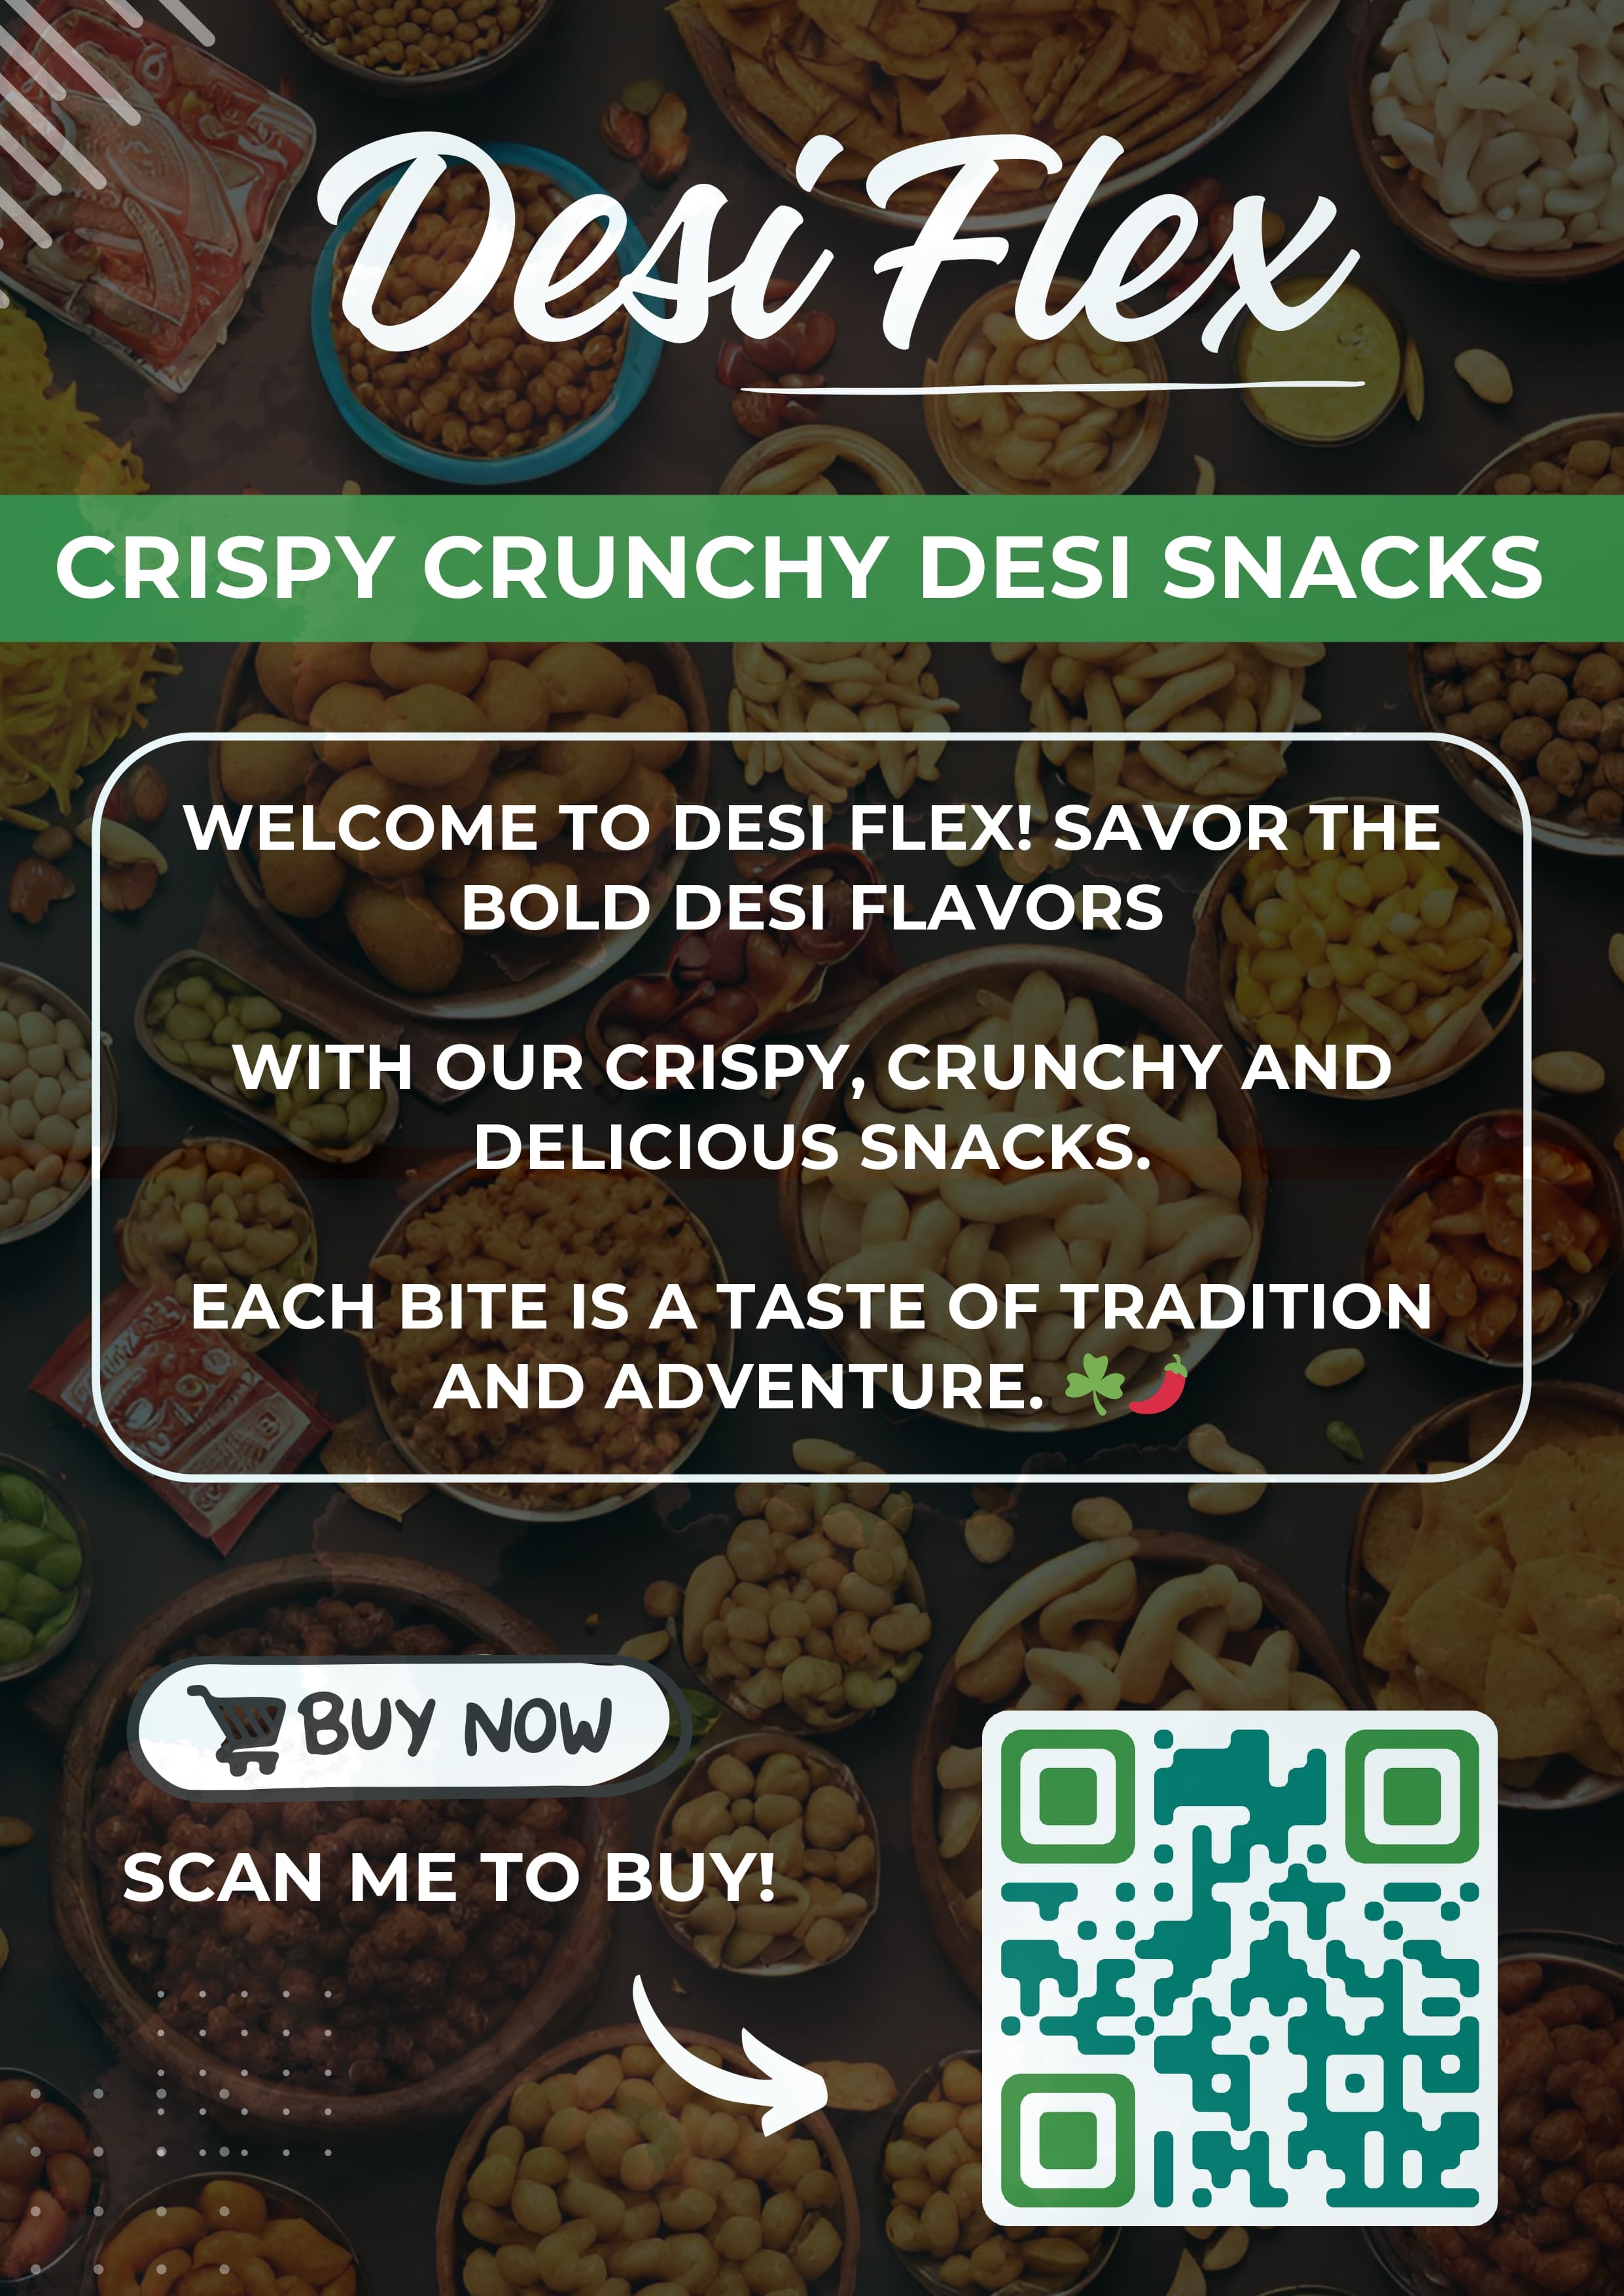 Desi Flex
CRISPY CRUNCHY DESI SNACKS
WELCOME TO DESI FLEX! SAVOR THE
BOLD DESI FLAVORS
WITH OUR CRISPY, CRUNCHY AND
DELICIOUS SNACKS.
EACH BITE IS A TASTE OF TRADITION
AND ADVENTURE. ☘️🌶️
BUY NOW
SCAN ME TO BUY!